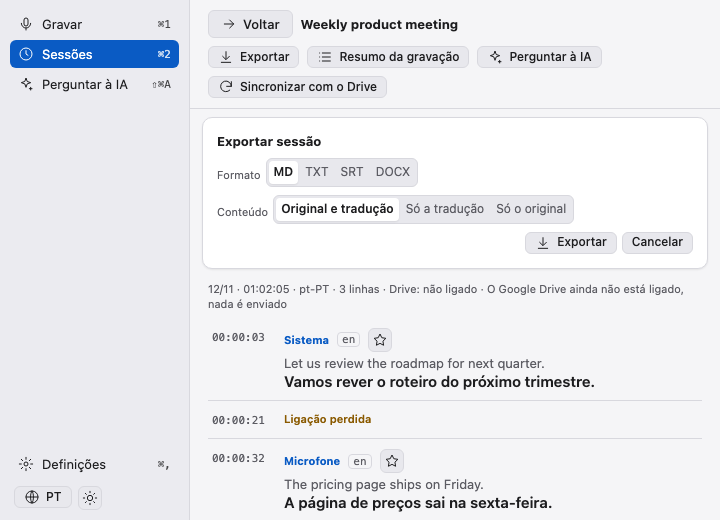 Gravar ⌘1
Sessões ⌘2
Perguntar à IA ⇧⌘A
Definições ⌘,
PT
Voltar
Weekly product meeting
Exportar
Resumo da gravação
Perguntar à IA
Sincronizar com o Drive
Exportar sessão
Formato MD TXT SRT DOCX
Conteúdo Original e tradução Só a tradução Só o original
Exportar Cancelar
12/11 · 01:02:05 · pt-PT · 3 linhas · Drive: não ligado · O Google Drive ainda não está ligado,
nada é enviado
00:00:03 Sistema en
Let us review the roadmap for next quarter.
Vamos rever o roteiro do próximo trimestre.
00:00:21 Ligação perdida
00:00:32 Microfone en
The pricing page ships on Friday.
A página de preços sai na sexta-feira.